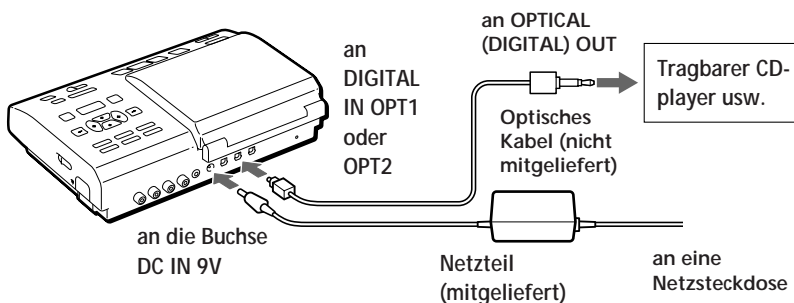 an
DIGITAL
IN OPT1
oder
OPT2
an OPTICAL
(DIGITAL) OUT
Tragbarer CD-
player usw.
Optisches
Kabel (nicht
mitgeliefert)
an die Buchse
DC IN 9V
Netzteil
(mitgeliefert)
an eine
Netzsteckdose